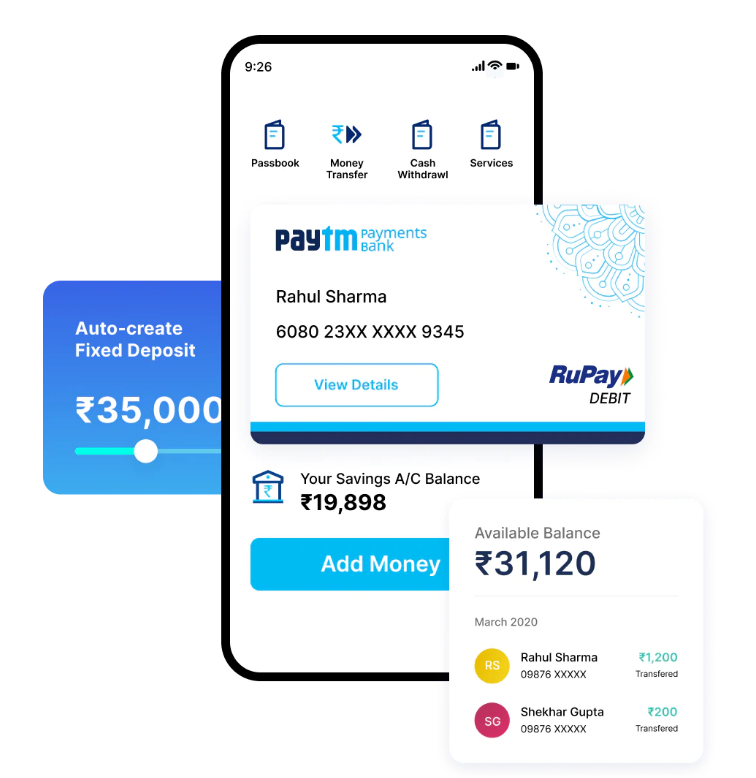 9:26
Passbook
Money
Transfer
Cash
Withdrawl
Services
paytm Payments
Bank
Rahul Sharma
6080 23XX XXXX 9345
View Details
RuPay
DEBIT
Auto-create
Fixed Deposit
₹35,000
Your Savings A/C Balance
₹19,898
Add Money
Available Balance
₹31,120
March 2020
RS
Rahul Sharma
₹1,200
09876 XXXXX
Transfered
SG
Shekhar Gupta
₹200
09876 XXXXX
Transfered